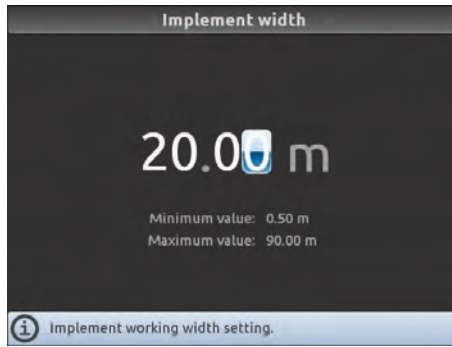 Implement width
20.00 m
Minimum value: 0.50 m
Maximum value: 90.00 m
Implement working width setting.